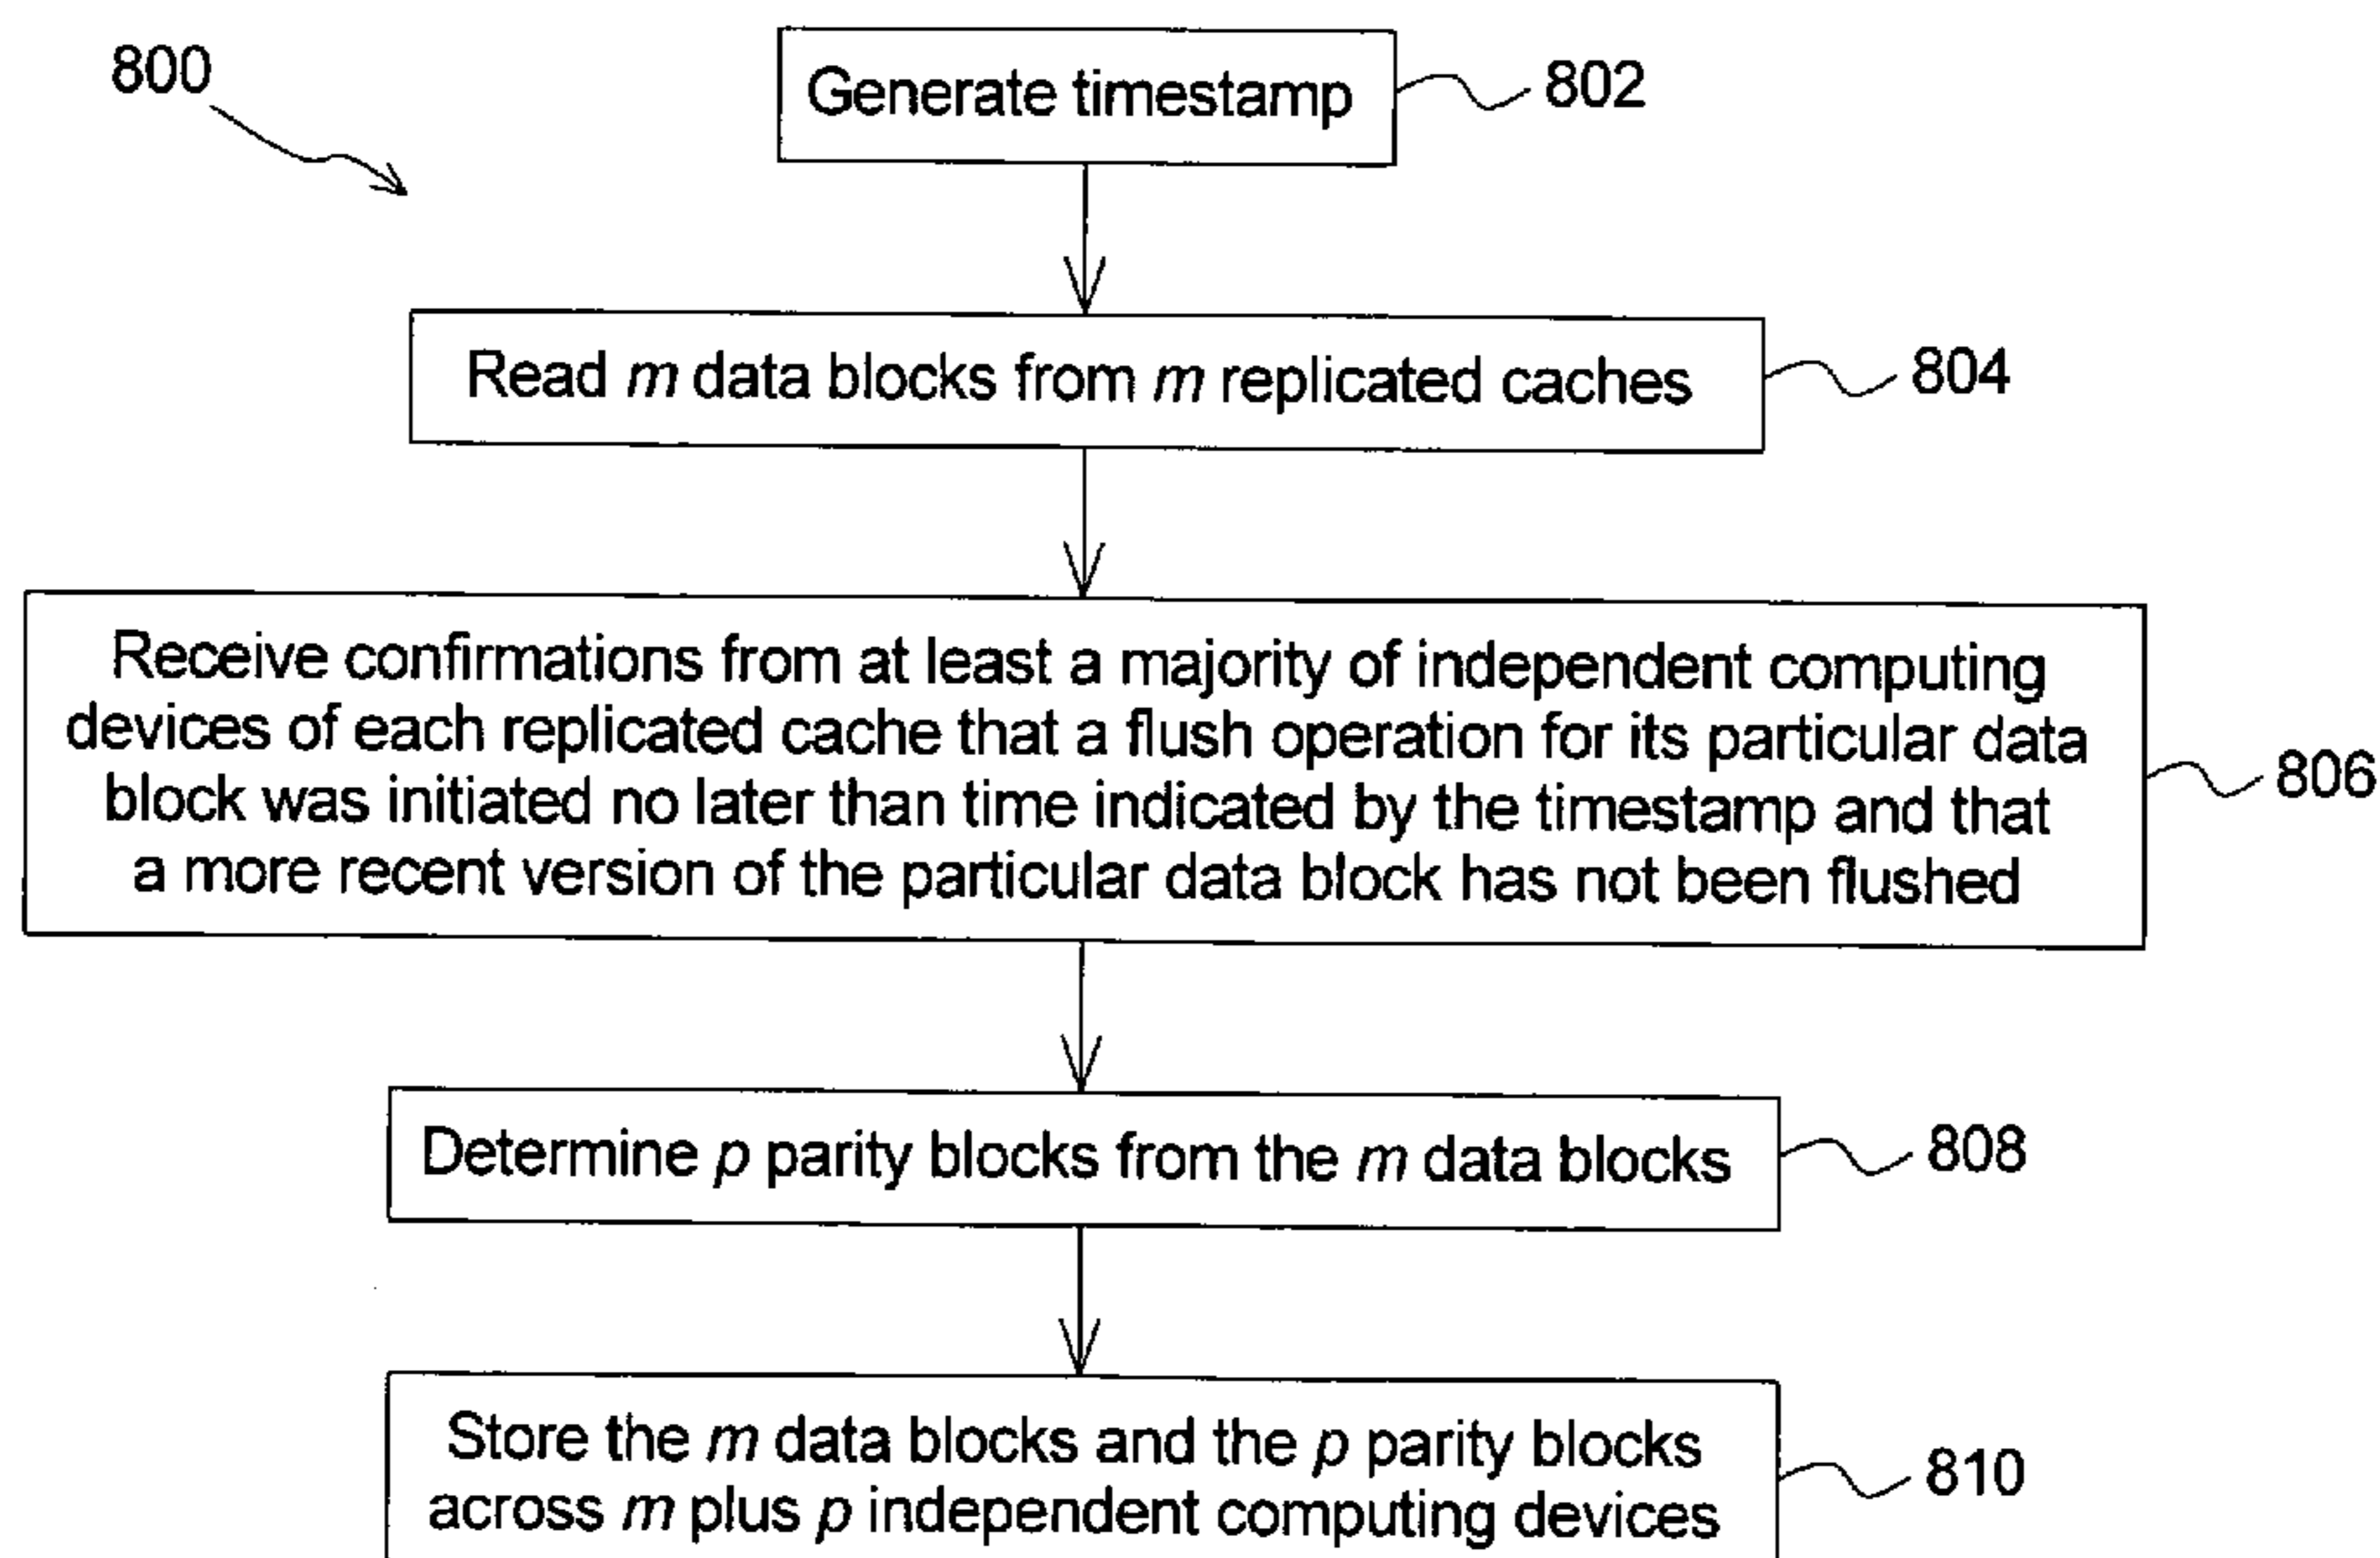 800
Generate timestamp
802
Read m data blocks from m replicated caches
804
Receive confirmations from at least a majority of independent computing
devices of each replicated cache that a flush operation for its particular data
block was initiated no later than time indicated by the timestamp and that
a more recent version of the particular data block has not been flushed
806
Determine p parity blocks from the m data blocks
808
Store the m data blocks and the p parity blocks
across m plus p independent computing devices
810